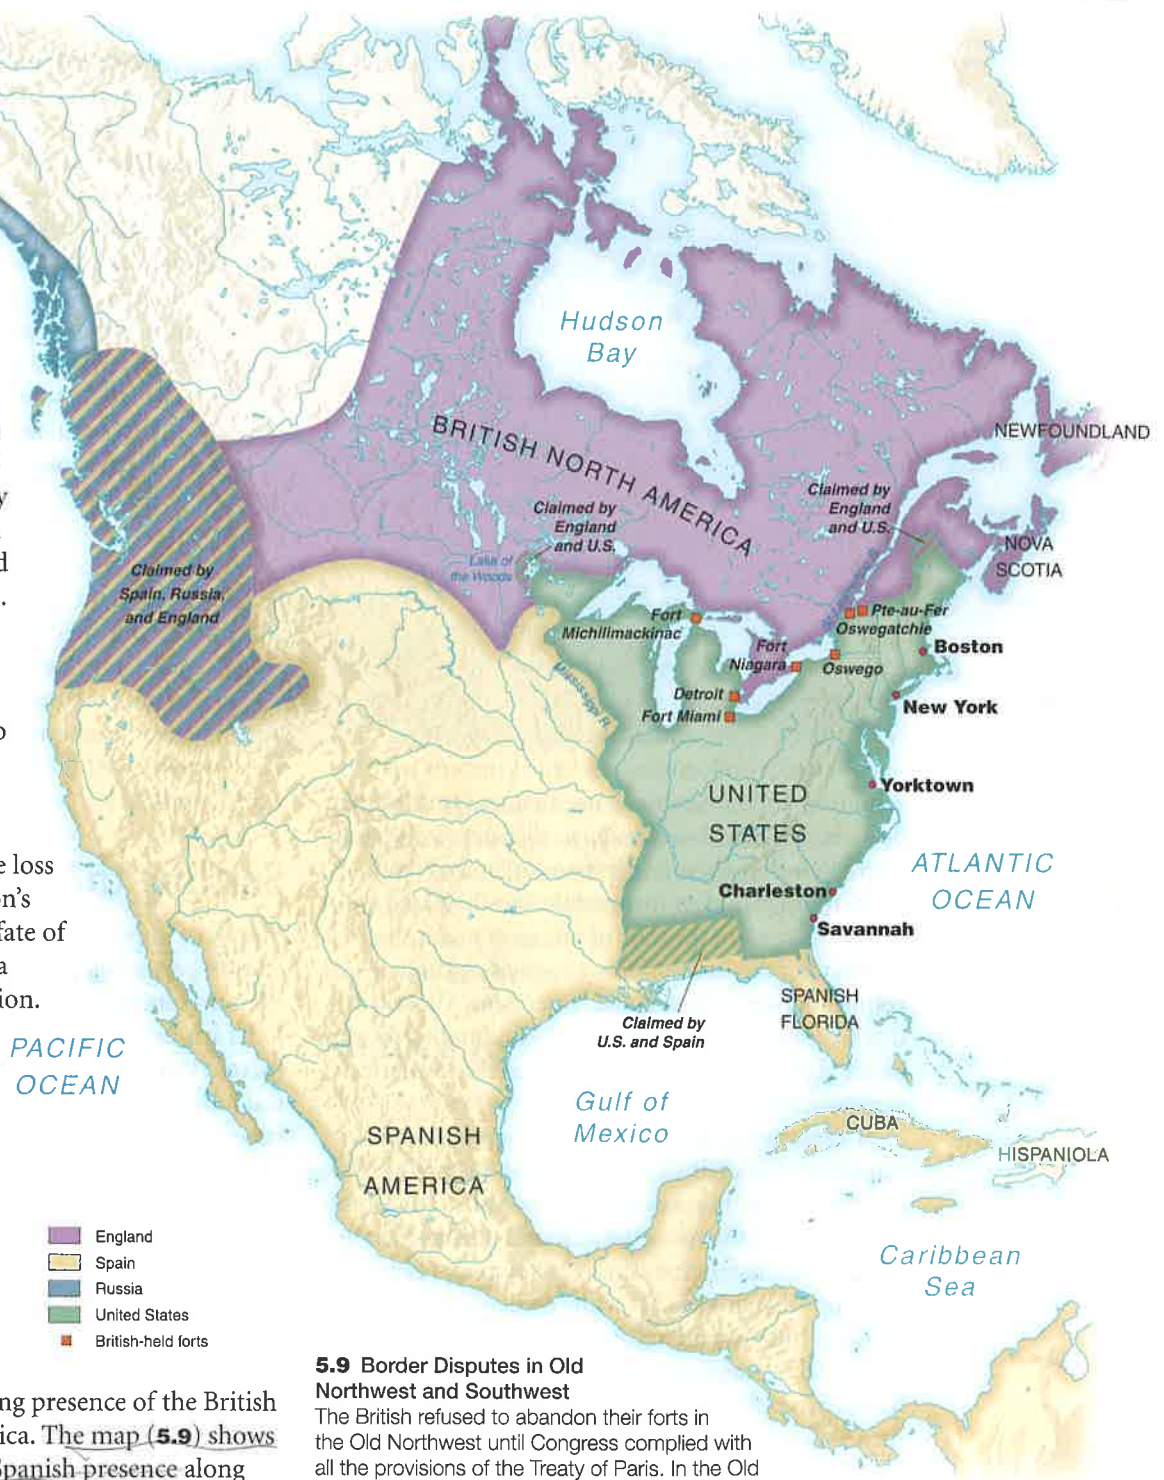 Hudson
Bay
BRITISH NORTH AMERICA
NEWFOUNDLAND
Claimed by
England
and U.S.
Claimed by
England
and U.S.
Lake of
the Woods
NOVA
SCOTIA
Claimed by
Spain, Russia,
and England
Fort
Michilimackinac
Pte-au-Fer
Oswegatchie
Boston
Fort
Niagara
Oswego
Mississippi R.
Detroit
Fort Miami
New York
UNITED
STATES
Yorktown
ATLANTIC
OCEAN
Charleston
Savannah
SPANISH
FLORIDA
Claimed by
U.S. and Spain
PACIFIC
OCEAN
Gulf of
Mexico
CUBA
HISPANIOLA
SPANISH
AMERICA
Caribbean
Sea
y
d
.
o
e loss
on's
fate of
a
ion.
England
Spain
Russia
United States
British-held forts
ng presence of the British
ica. The map (5.9) shows
Spanish presence along
5.9 Border Disputes in Old
Northwest and Southwest
The British refused to abandon their forts in
the Old Northwest until Congress complied with
all the provisions of the Treaty of Paris. In the Old